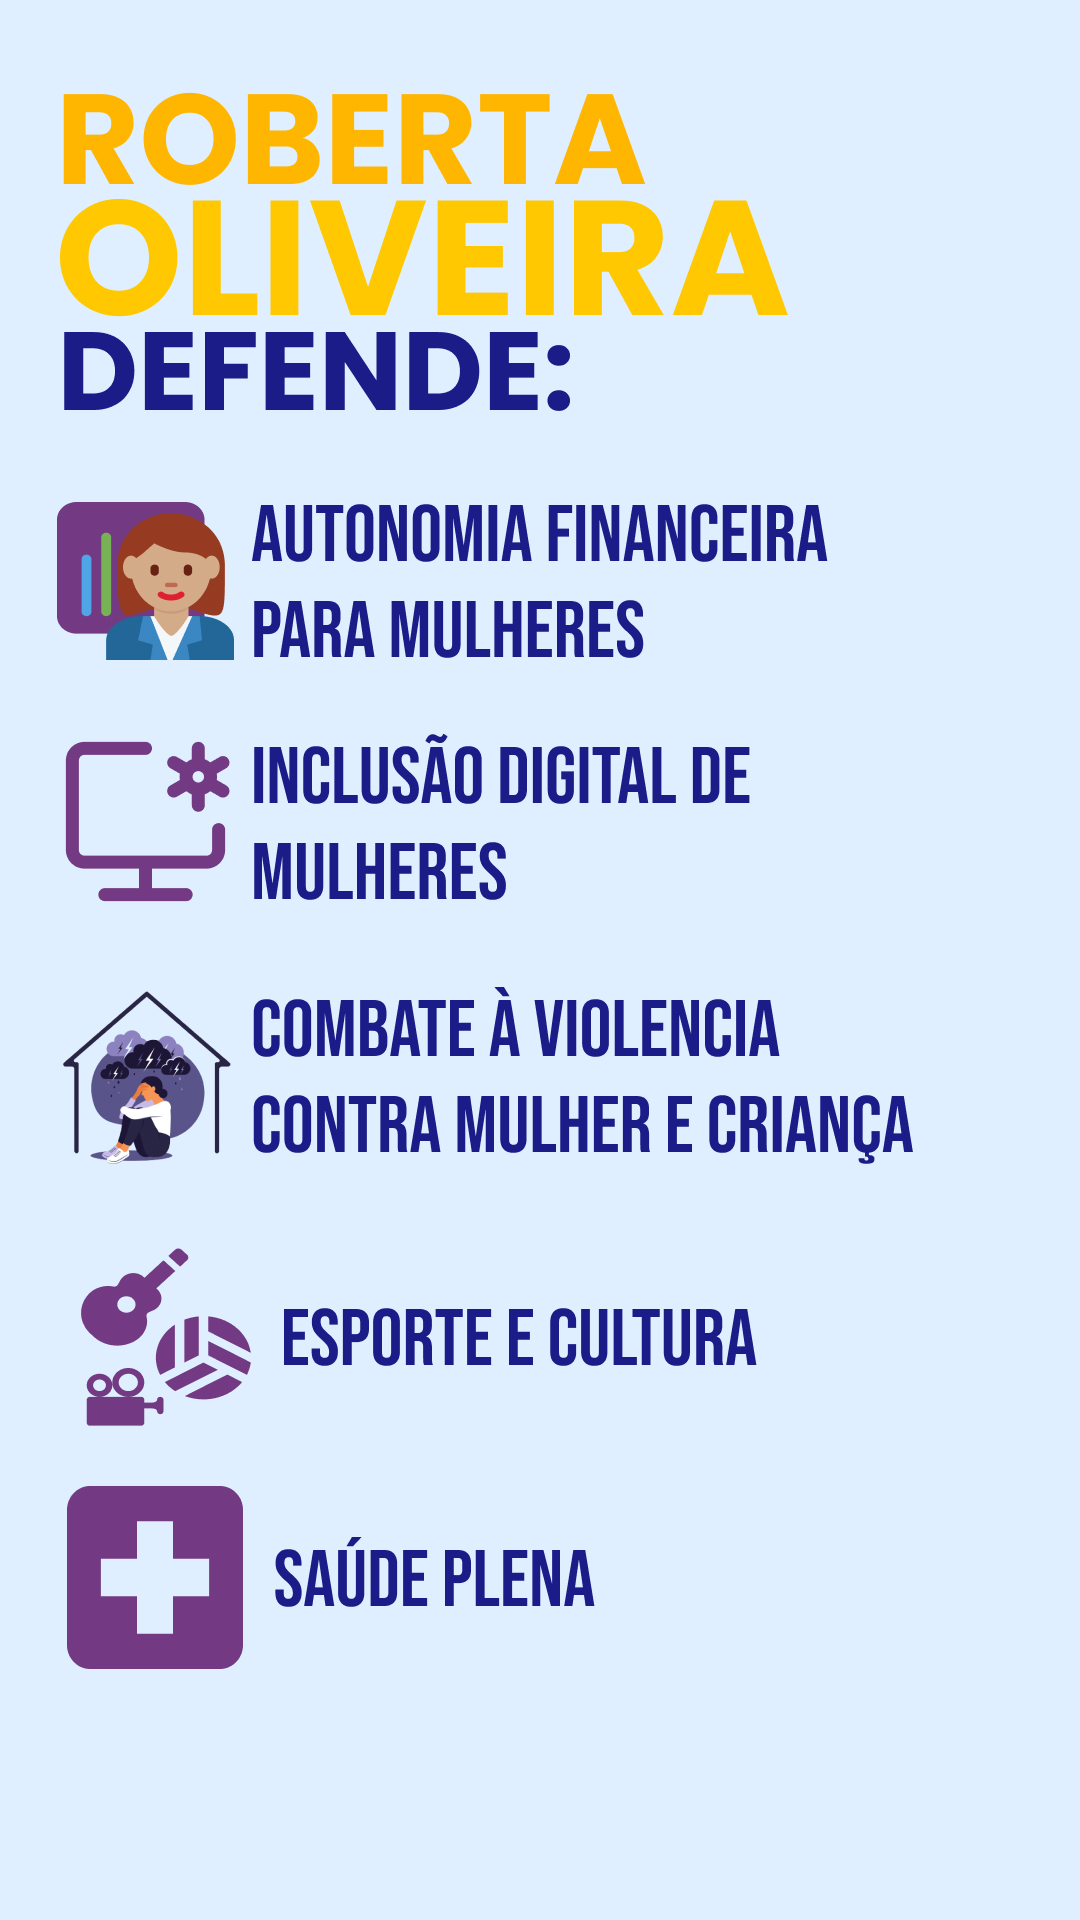 ROBERTA
OLIVEIRA
DEFENDE:
AUTONOMIA FINANCEIRA
PARA MULHERES
INCLUSÃO DIGITAL DE
MULHERES
COMBATE À VIOLENCIA
CONTRA MULHER E CRIANÇA
ESPORTE E CULTURA
SAÚDE PLENA